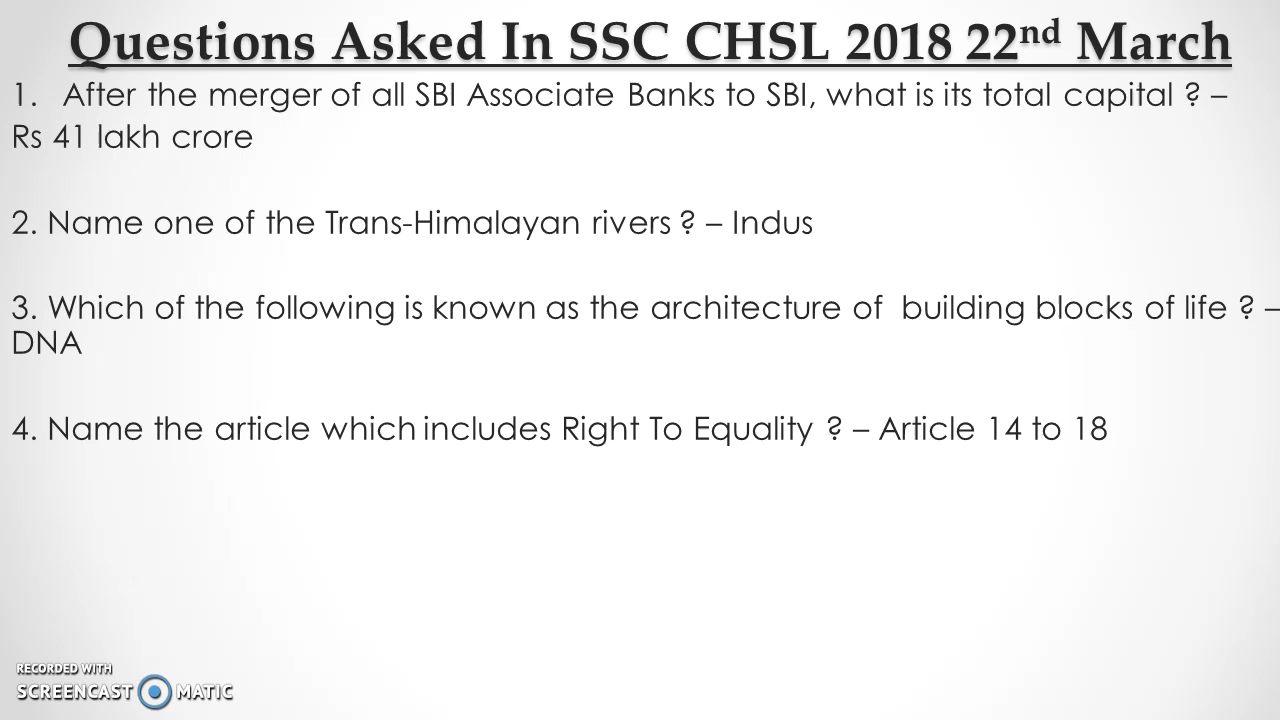 Questions Asked In SSC CHSL 2018 22nd March
1. After the merger of all SBI Associate Banks to SBI, what is its total capital ? –
Rs 41 lakh crore
2. Name one of the Trans-Himalayan rivers ? – Indus
3. Which of the following is known as the architecture of building blocks of life ? –
DNA
4. Name the article which includes Right To Equality ? – Article 14 to 18
RECORDED WITH
SCREENCAST MATIC